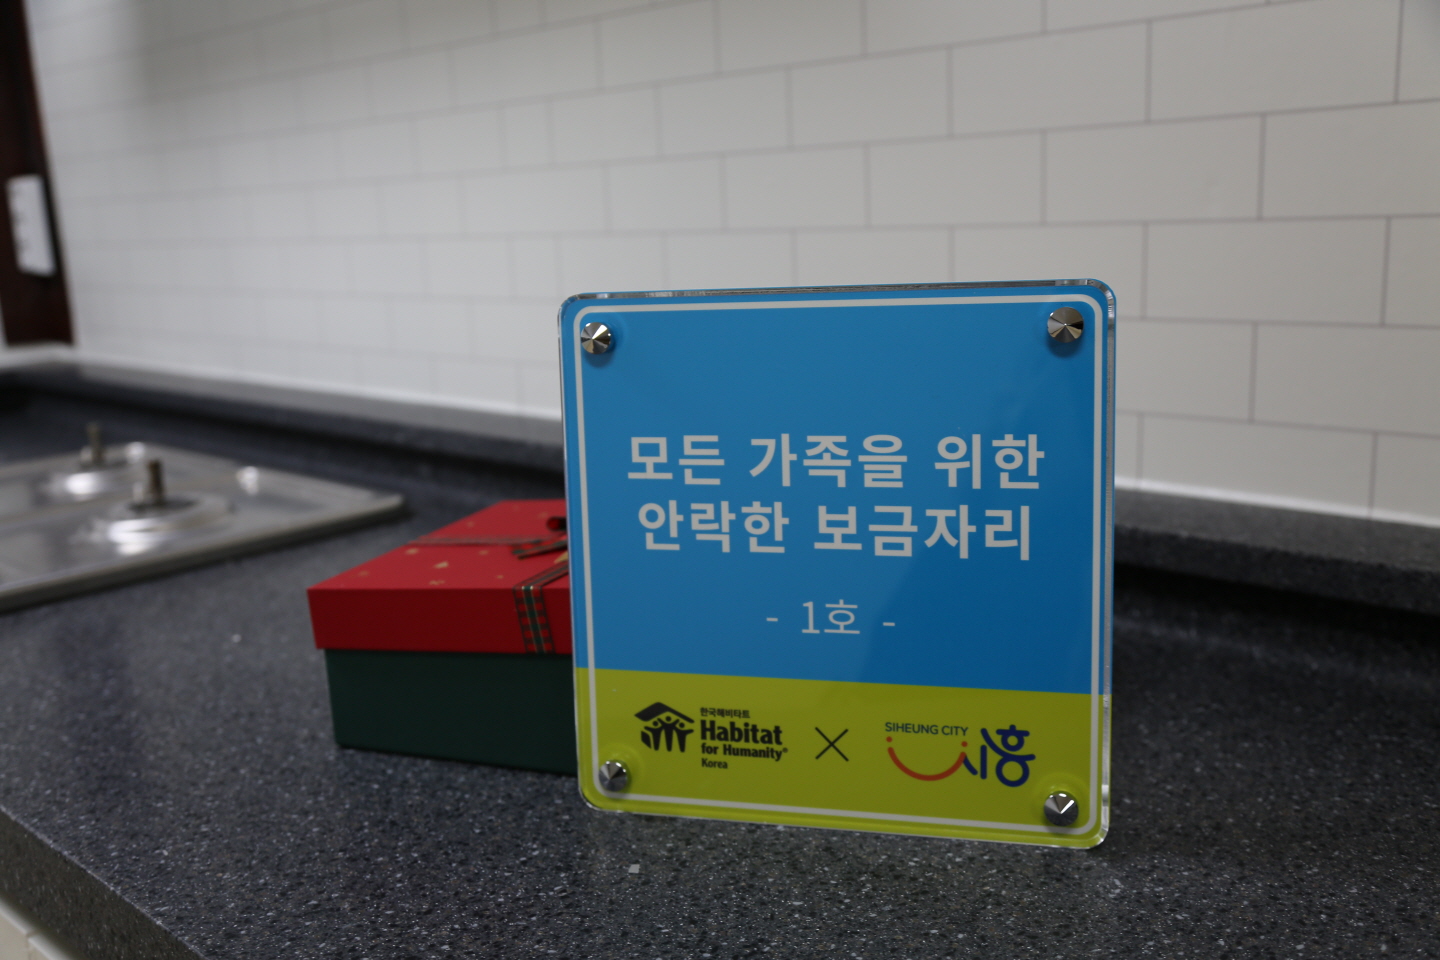 모든 가족을 위한
안락한 보금자리
- 1호 -
한국해비타트
Habitat
for Humanity®
Korea
×
SIHEUNG CITY
시흥